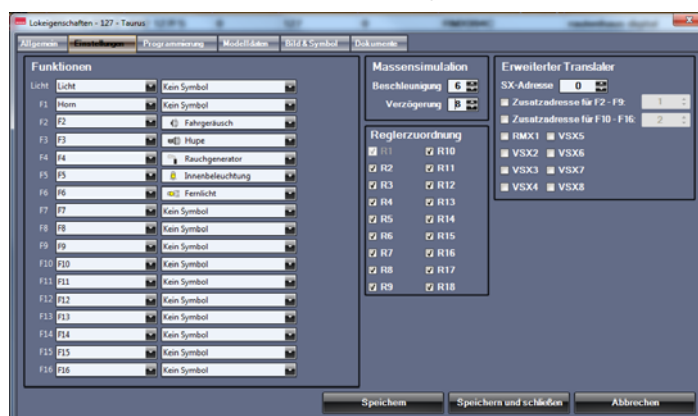 Lokeigenschaften - 127 - Taurus
Allgemein Einstellungen Programmierung Modelldaten Bild & Symbol Dokumente
Funktionen
Licht Licht Kein Symbol
F1 Horn Kein Symbol
F2 F2 Fahrgeräusch
F3 F3 Hupe
F4 F4 Rauchgenerator
F5 F5 Innenbeleuchtung
F6 F6 Fernlicht
F7 F7 Kein Symbol
F8 F8 Kein Symbol
F9 F9 Kein Symbol
F10 F10 Kein Symbol
F11 F11 Kein Symbol
F12 F12 Kein Symbol
F13 F13 Kein Symbol
F14 F14 Kein Symbol
F15 F15 Kein Symbol
F16 F16 Kein Symbol
Massensimulation
Beschleunigung 6
Verzögerung 8
Reglerzuordnung
R1 R10
R2 R11
R3 R12
R4 R13
R5 R14
R6 R15
R7 R16
R8 R17
R9 R18
Erweiterter Translater
SX-Adresse 0
Zusatzadresse für F2 - F9: 1
Zusatzadresse für F10 - F16: 2
RMX1 VSX5
VSX2 VSX6
VSX3 VSX7
VSX4 VSX8
Speichern Speichern und schließen Abbrechen